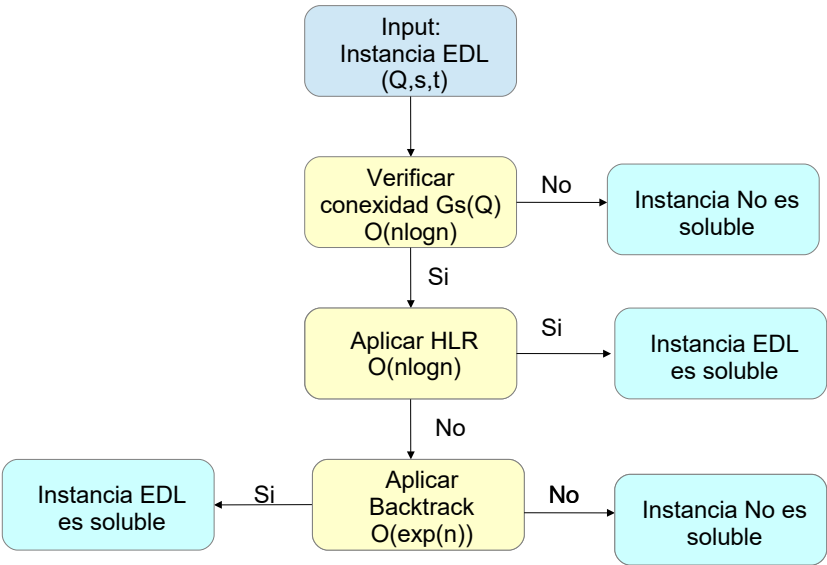 Input:
Instancia EDL
(Q,s,t)
Verificar
conexidad Gs(Q)
O(nlogn)
No
Instancia No es
soluble
Si
Aplicar HLR
O(nlogn)
Si
Instancia EDL
es soluble
No
Instancia EDL
es soluble
Si
Aplicar
Backtrack
O(exp(n))
No
Instancia No es
soluble